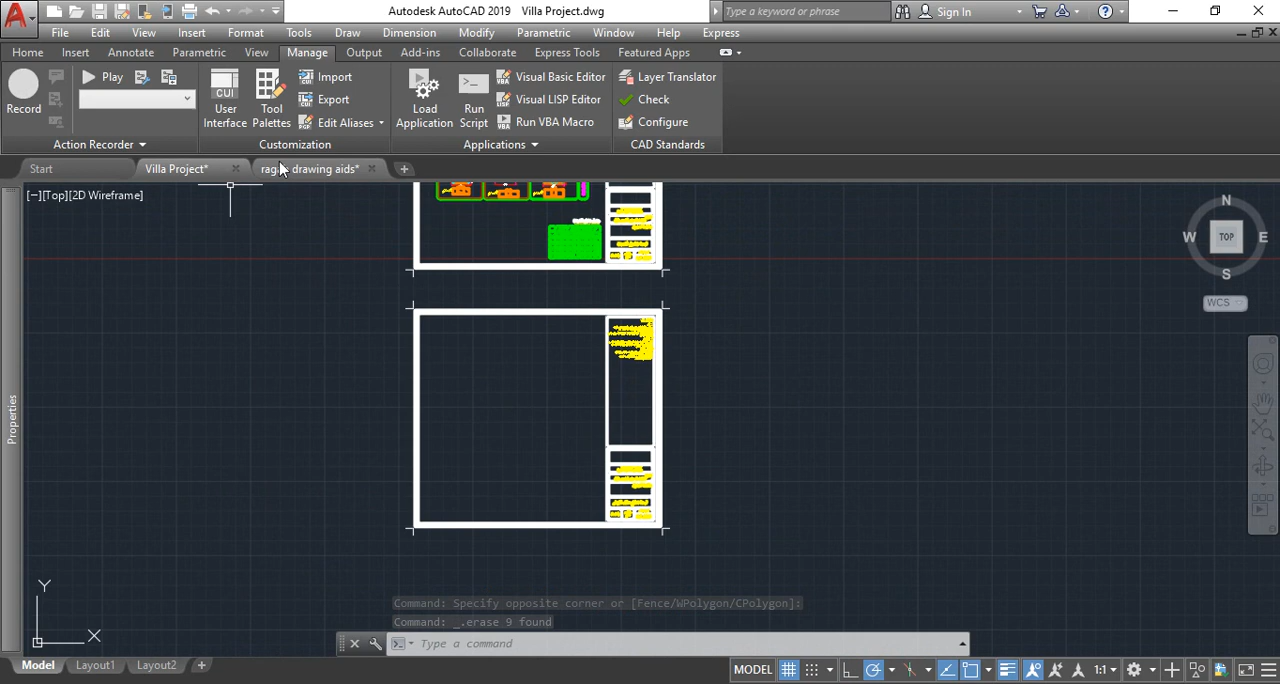 Autodesk AutoCAD 2019 Villa Project.dwg
Type a keyword or phrase
Sign In
File Edit View Insert Format Tools Draw Dimension Modify Parametric Window Help Express
Home Insert Annotate Parametric View Manage Output Add-ins Collaborate Express Tools Featured Apps
Record
Play
Action Recorder
CUI
User Interface
Tool Palettes
Import
Export
Edit Aliases
Customization
Load Application
Run Script
Visual Basic Editor
Visual LISP Editor
Run VBA Macro
Applications
Layer Translator
Check
Configure
CAD Standards
Start
Villa Project*
drawing aids*
[−][Top][2D Wireframe]
N
W TOP E
S
WCS
Properties
Y
X
Command: Specify opposite corner or [Fence/WPolygon/CPolygon]:
Command: _.erase 9 found
Type a command
Model Layout1 Layout2
MODEL
1:1